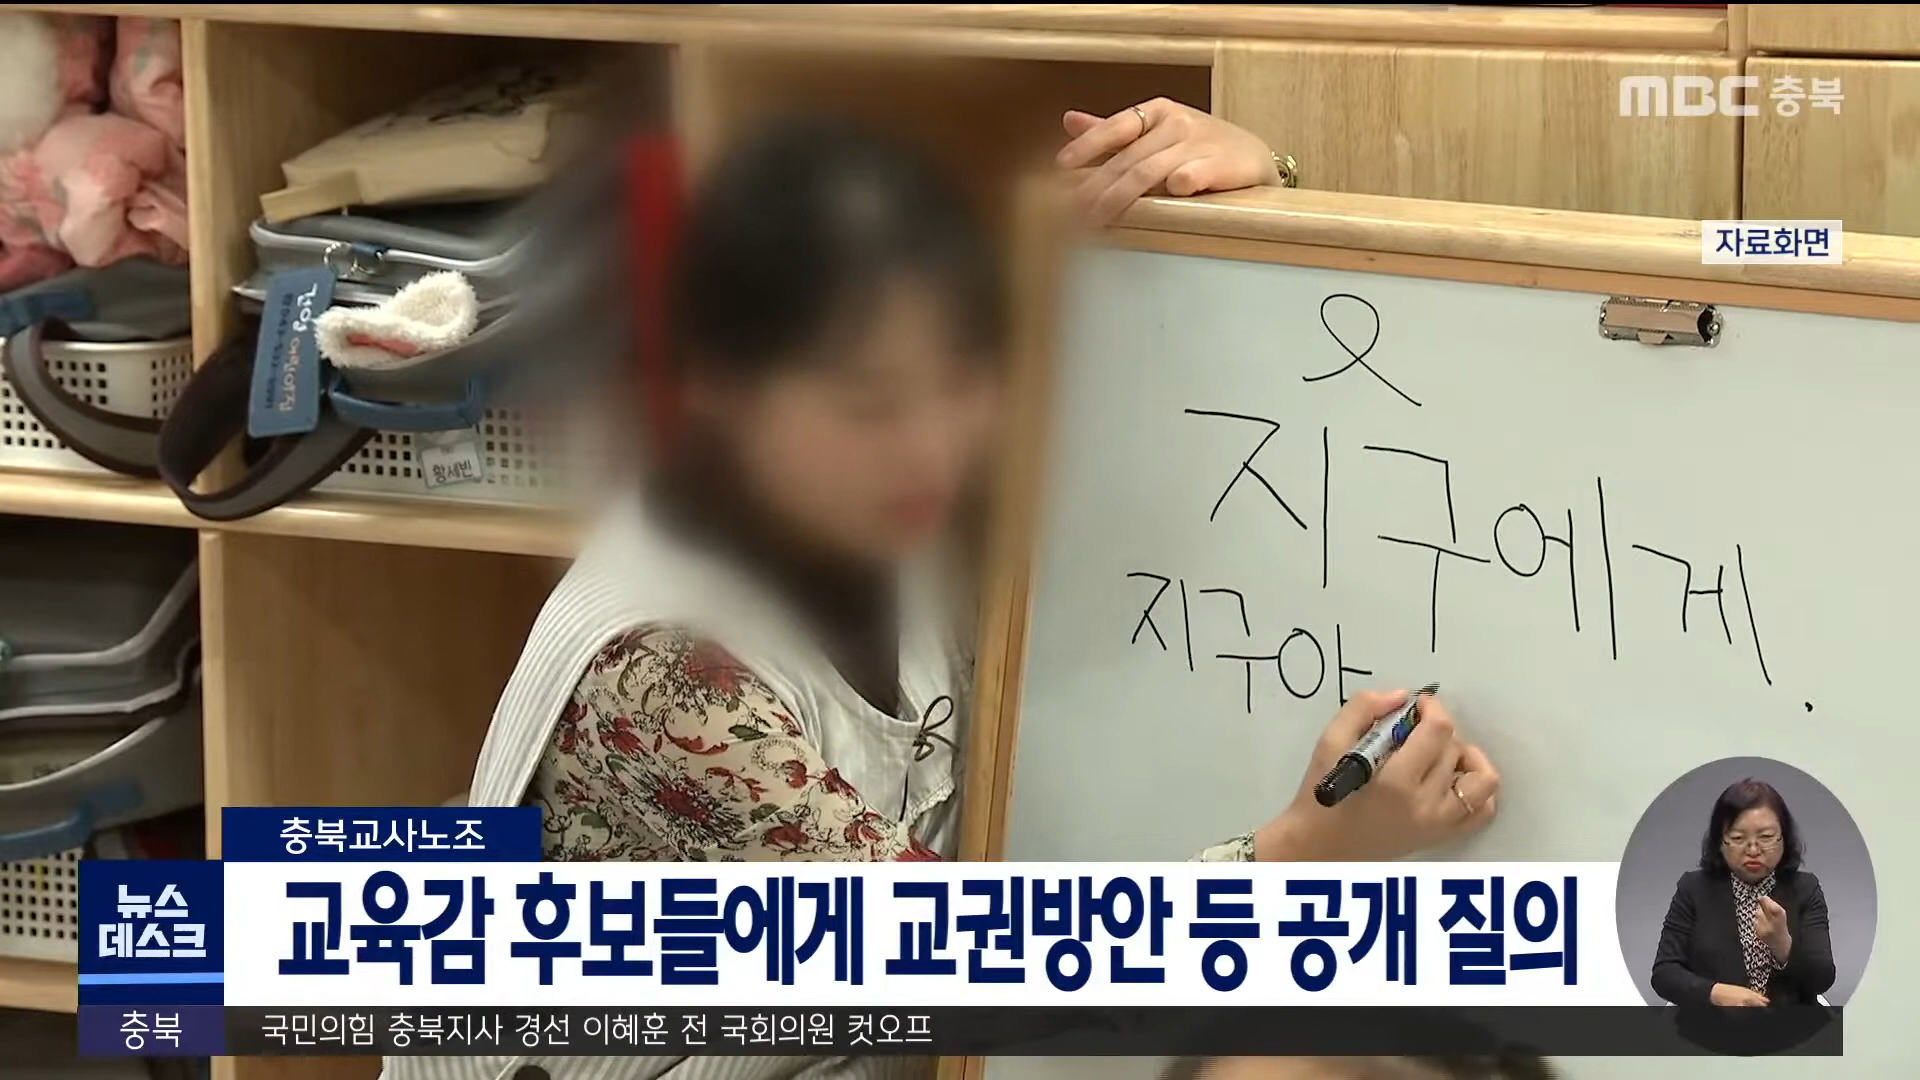 MBC 충북
자료화면
지구에게.
지구야
황세빈
충북교사노조
뉴스
데스크
교육감 후보들에게 교권방안 등 공개 질의
충북
국민의힘 충북지사 경선 이혜훈 전 국회의원 컷오프